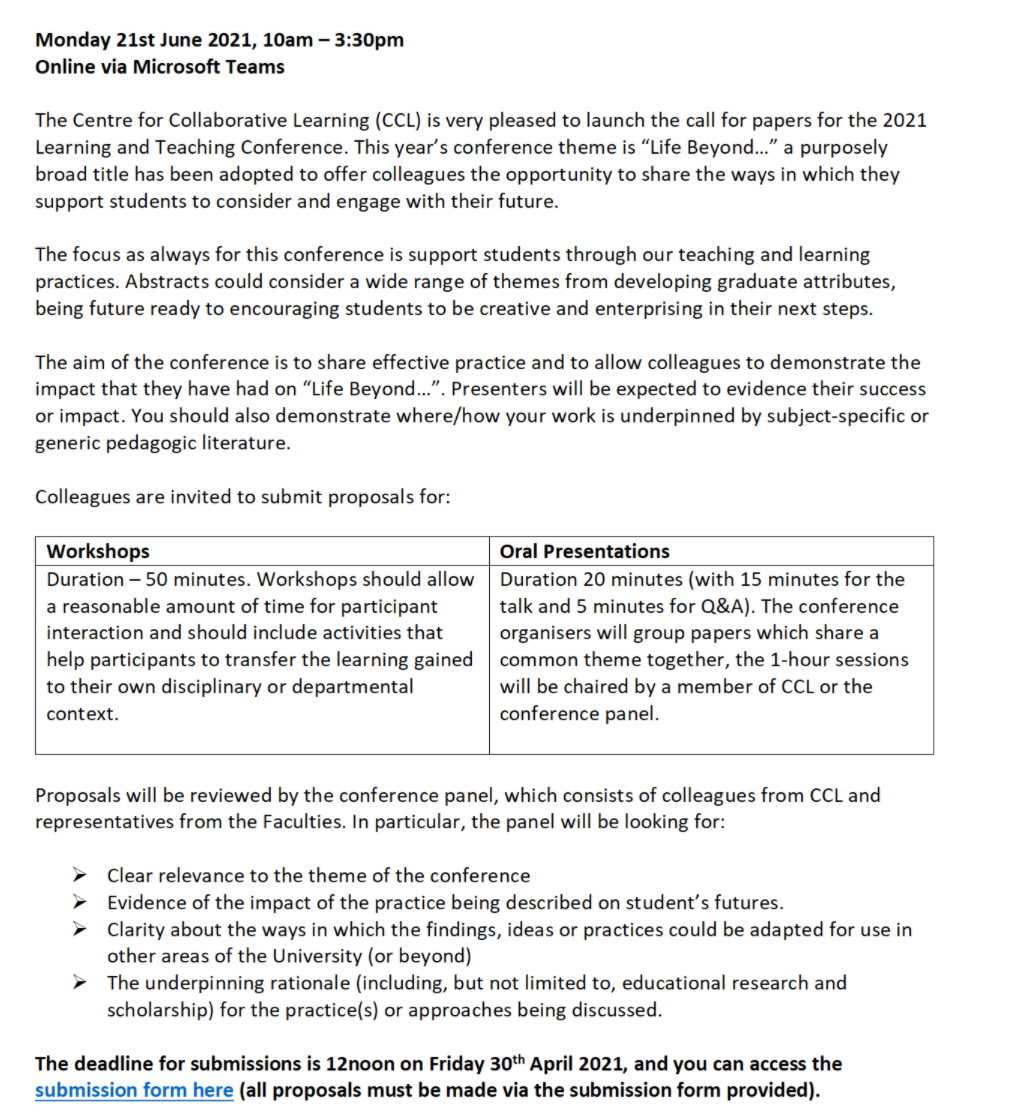 Monday 21st June 2021, 10am – 3:30pm
Online via Microsoft Teams
The Centre for Collaborative Learning (CCL) is very pleased to launch the call for papers for the 2021
Learning and Teaching Conference. This year’s conference theme is “Life Beyond…” a purposely
broad title has been adopted to offer colleagues the opportunity to share the ways in which they
support students to consider and engage with their future.
The focus as always for this conference is support students through our teaching and learning
practices. Abstracts could consider a wide range of themes from developing graduate attributes,
being future ready to encouraging students to be creative and enterprising in their next steps.
The aim of the conference is to share effective practice and to allow colleagues to demonstrate the
impact that they have had on “Life Beyond…”. Presenters will be expected to evidence their success
or impact. You should also demonstrate where/how your work is underpinned by subject-specific or
generic pedagogic literature.
Colleagues are invited to submit proposals for:
Workshops
Duration – 50 minutes. Workshops should allow
a reasonable amount of time for participant
interaction and should include activities that
help participants to transfer the learning gained
to their own disciplinary or departmental
context.
Oral Presentations
Duration 20 minutes (with 15 minutes for the
talk and 5 minutes for Q&A). The conference
organisers will group papers which share a
common theme together, the 1-hour sessions
will be chaired by a member of CCL or the
conference panel.
Proposals will be reviewed by the conference panel, which consists of colleagues from CCL and
representatives from the Faculties. In particular, the panel will be looking for:
➢ Clear relevance to the theme of the conference
➢ Evidence of the impact of the practice being described on student’s futures.
➢ Clarity about the ways in which the findings, ideas or practices could be adapted for use in
other areas of the University (or beyond)
➢ The underpinning rationale (including, but not limited to, educational research and
scholarship) for the practice(s) or approaches being discussed.
The deadline for submissions is 12noon on Friday 30th April 2021, and you can access the
submission form here (all proposals must be made via the submission form provided).